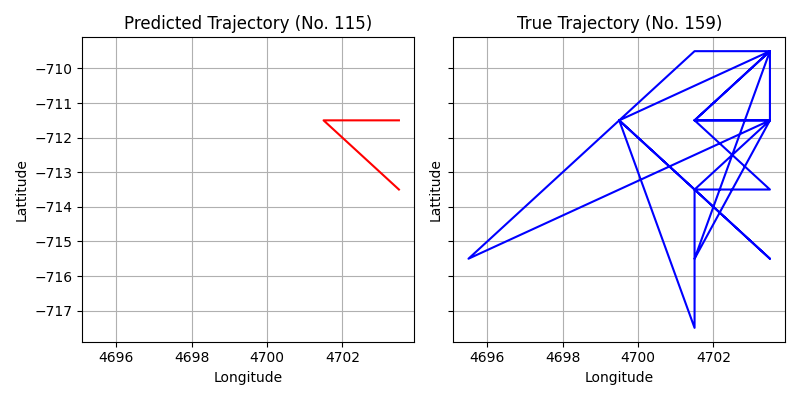 Predicted Trajectory (No. 115)
True Trajectory (No. 159)
−710
−711
−712
−713
−714
−715
−716
−717
Lattitude
Lattitude
4696 4698 4700 4702
4696 4698 4700 4702
Longitude
Longitude